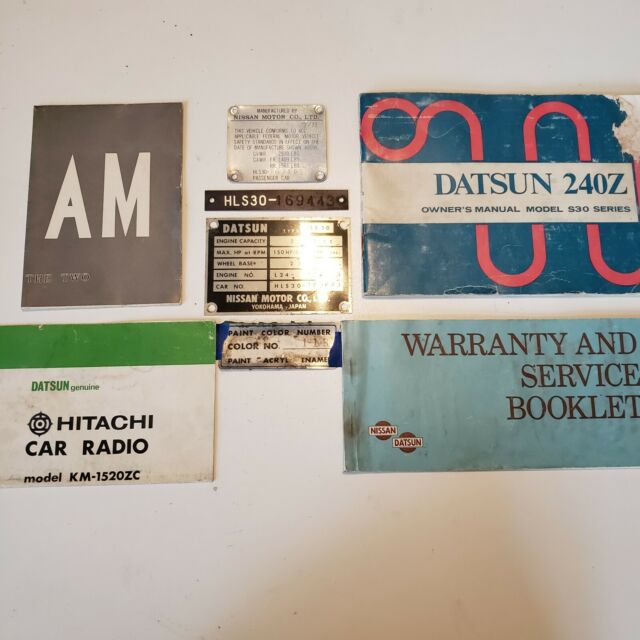 AM
THE TWO
MANUFACTURED BY
NISSAN MOTOR CO., LTD.
THIS VEHICLE CONFORMS TO ALL
APPLICABLE FEDERAL MOTOR VEHICLE
SAFETY STANDARDS IN EFFECT ON THE
DATE OF MANUFACTURE SHOWN ABOVE
GVWR
GAWR
HLS30
PASSENGER CAR
HLS30-169443
DATSUN
ENGINE CAPACITY
MAX. HP at RPM 150HP
WHEEL BASE
ENGINE NO. L24
CAR NO. HLS30
NISSAN MOTOR CO., LTD.
YOKOHAMA JAPAN
PAINT COLOR NUMBER
COLOR NO
PAINT ACRYL ENAMEL
DATSUN 240Z
OWNER'S MANUAL MODEL S30 SERIES
DATSUN genuine
HITACHI
CAR RADIO
model KM-1520ZC
WARRANTY AND
SERVICE
BOOKLET
NISSAN
DATSUN